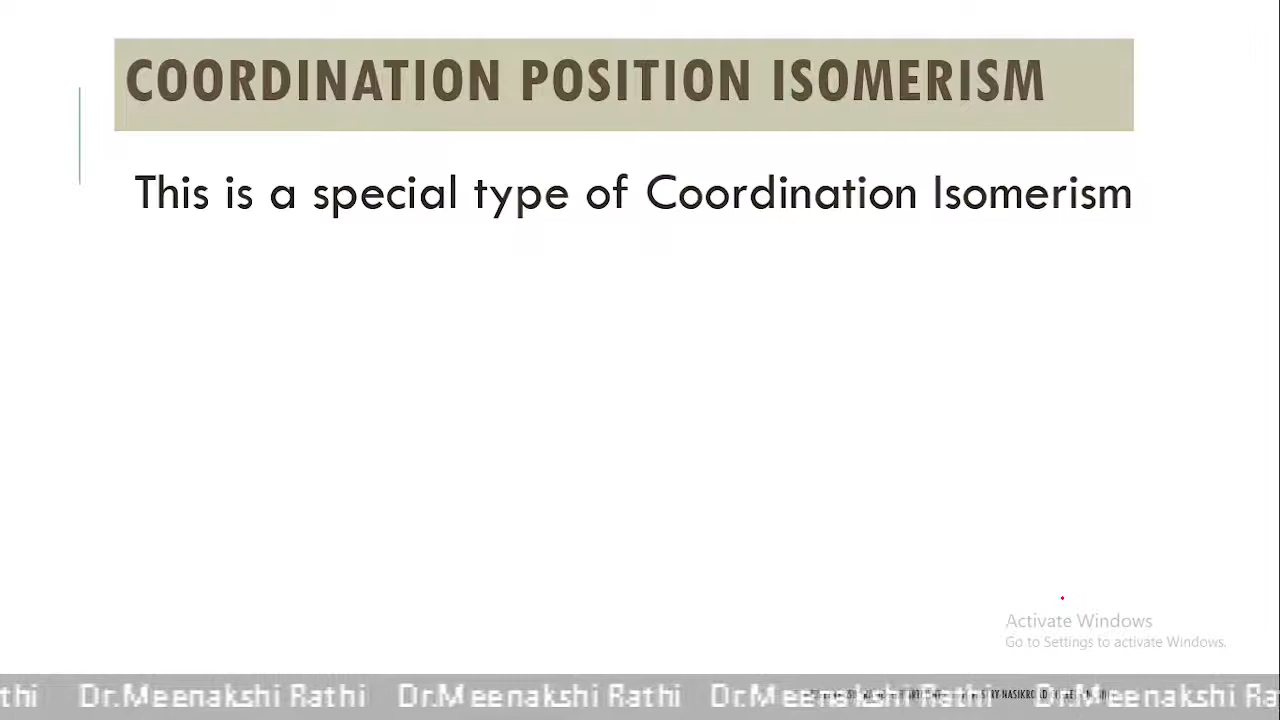 COORDINATION POSITION ISOMERISM
This is a special type of Coordination Isomerism
Activate Windows
Go to Settings to activate Windows.
thi Dr.Meenakshi Rathi Dr.Meenakshi Rathi Dr.Meenakshi Rathi Dr.Meenakshi Ra